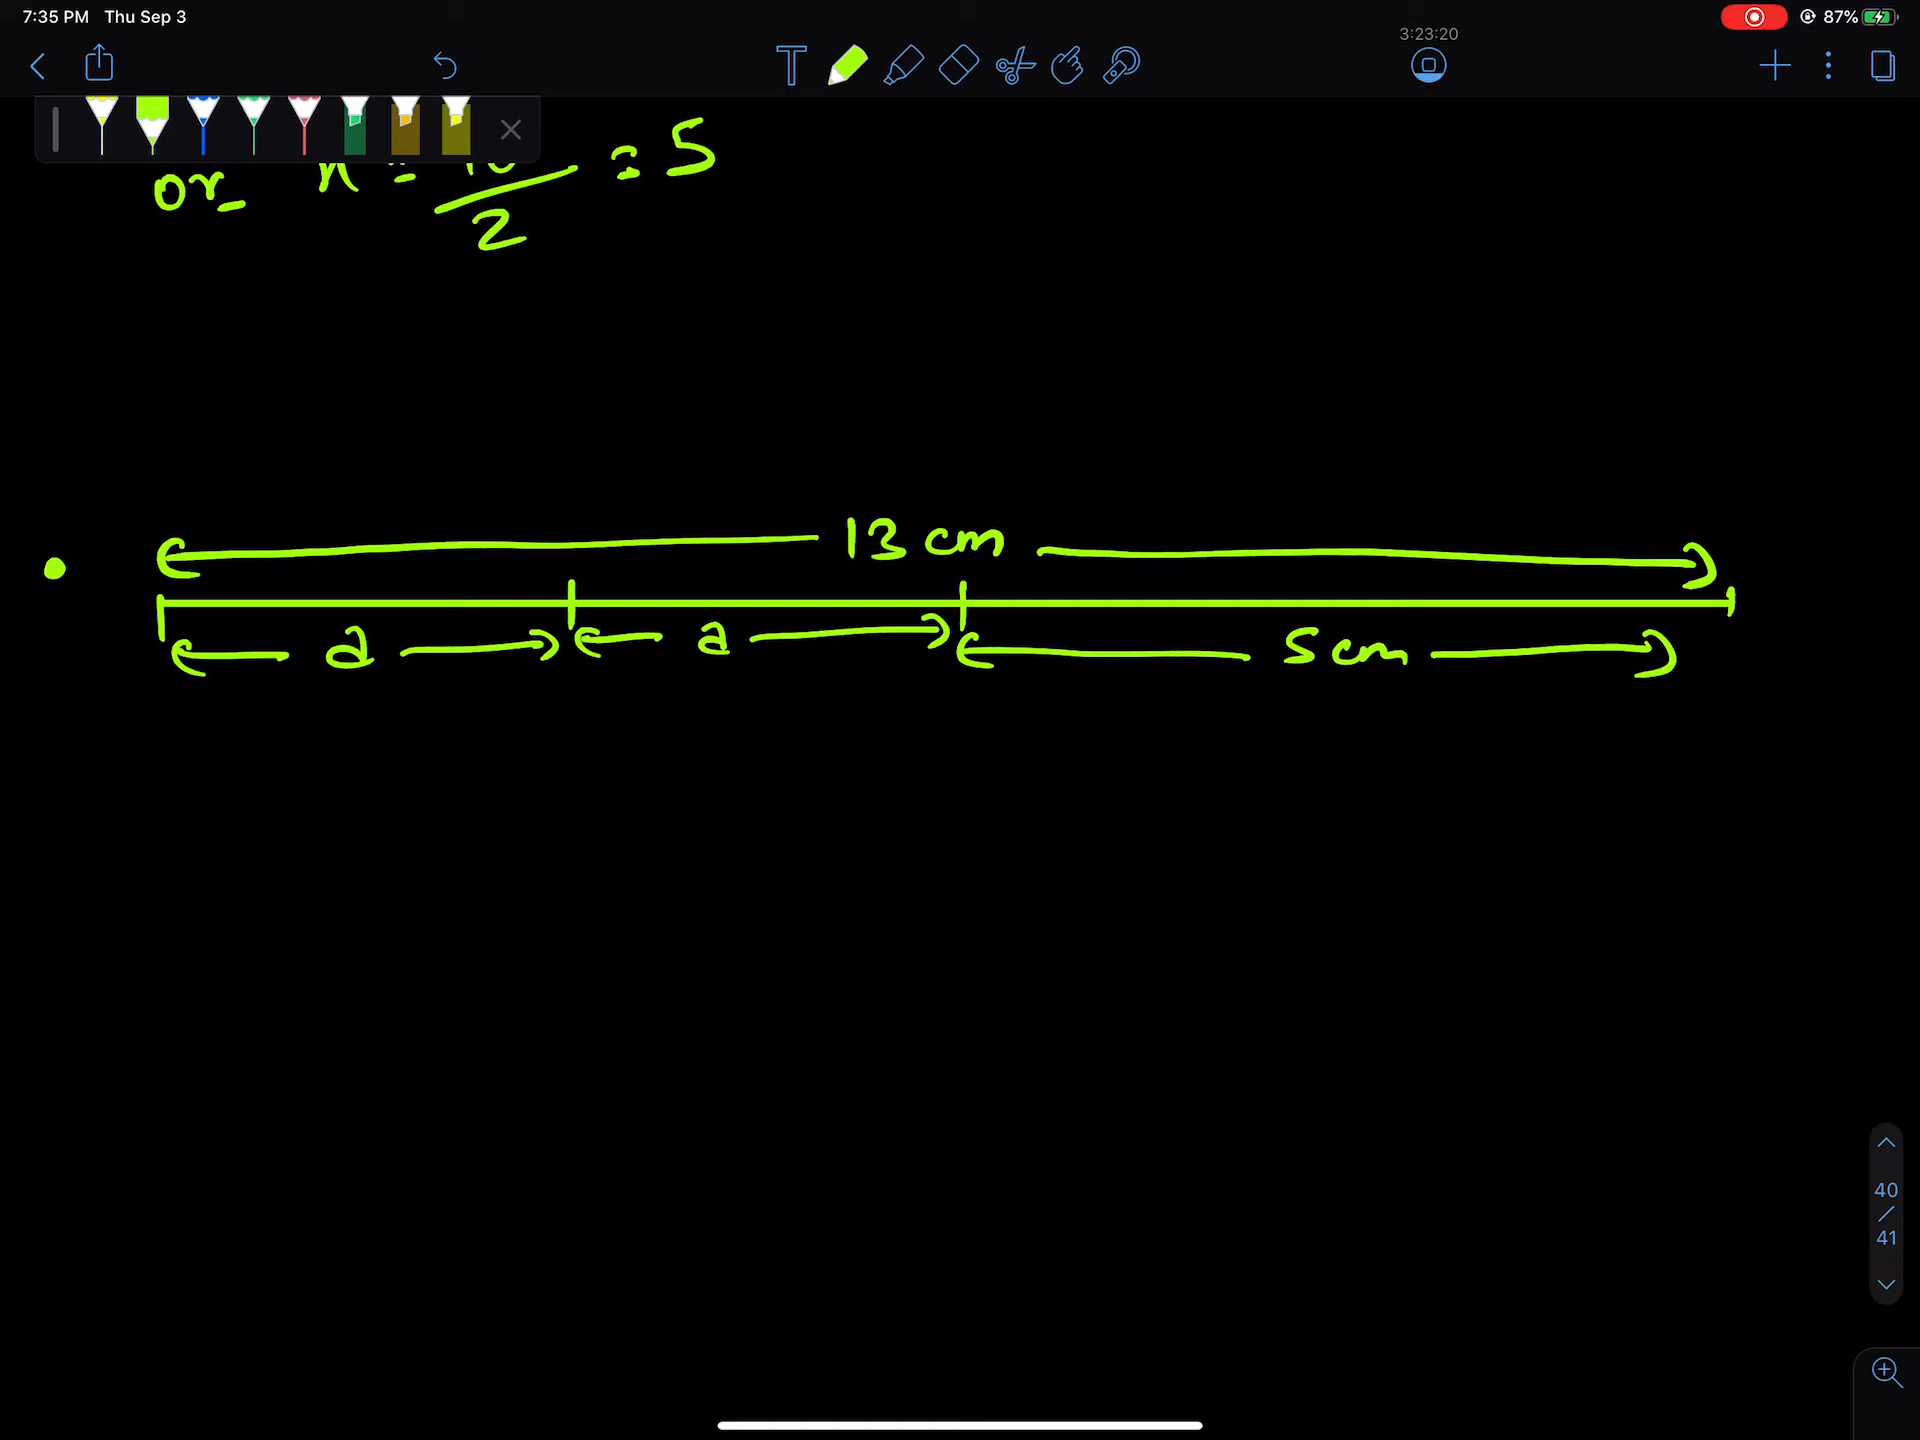 7:35 PM Thu Sep 3
87%
3:23:20
or = = 5
2
13 cm
a a 5 cm
40
/
41